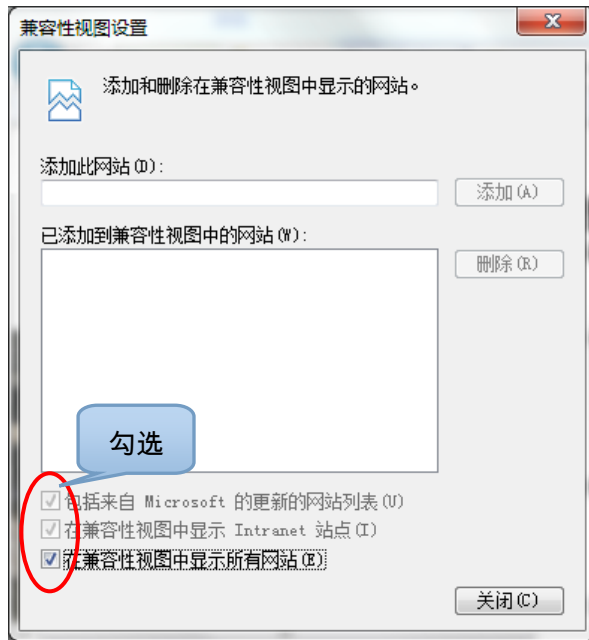 兼容性视图设置
添加和删除在兼容性视图中显示的网站。
添加此网站(D):
添加(A)
已添加到兼容性视图中的网站(W):
删除(R)
勾选
包括来自 Microsoft 的更新的网站列表(U)
在兼容性视图中显示 Intranet 站点(I)
在兼容性视图中显示所有网站(E)
关闭(C)